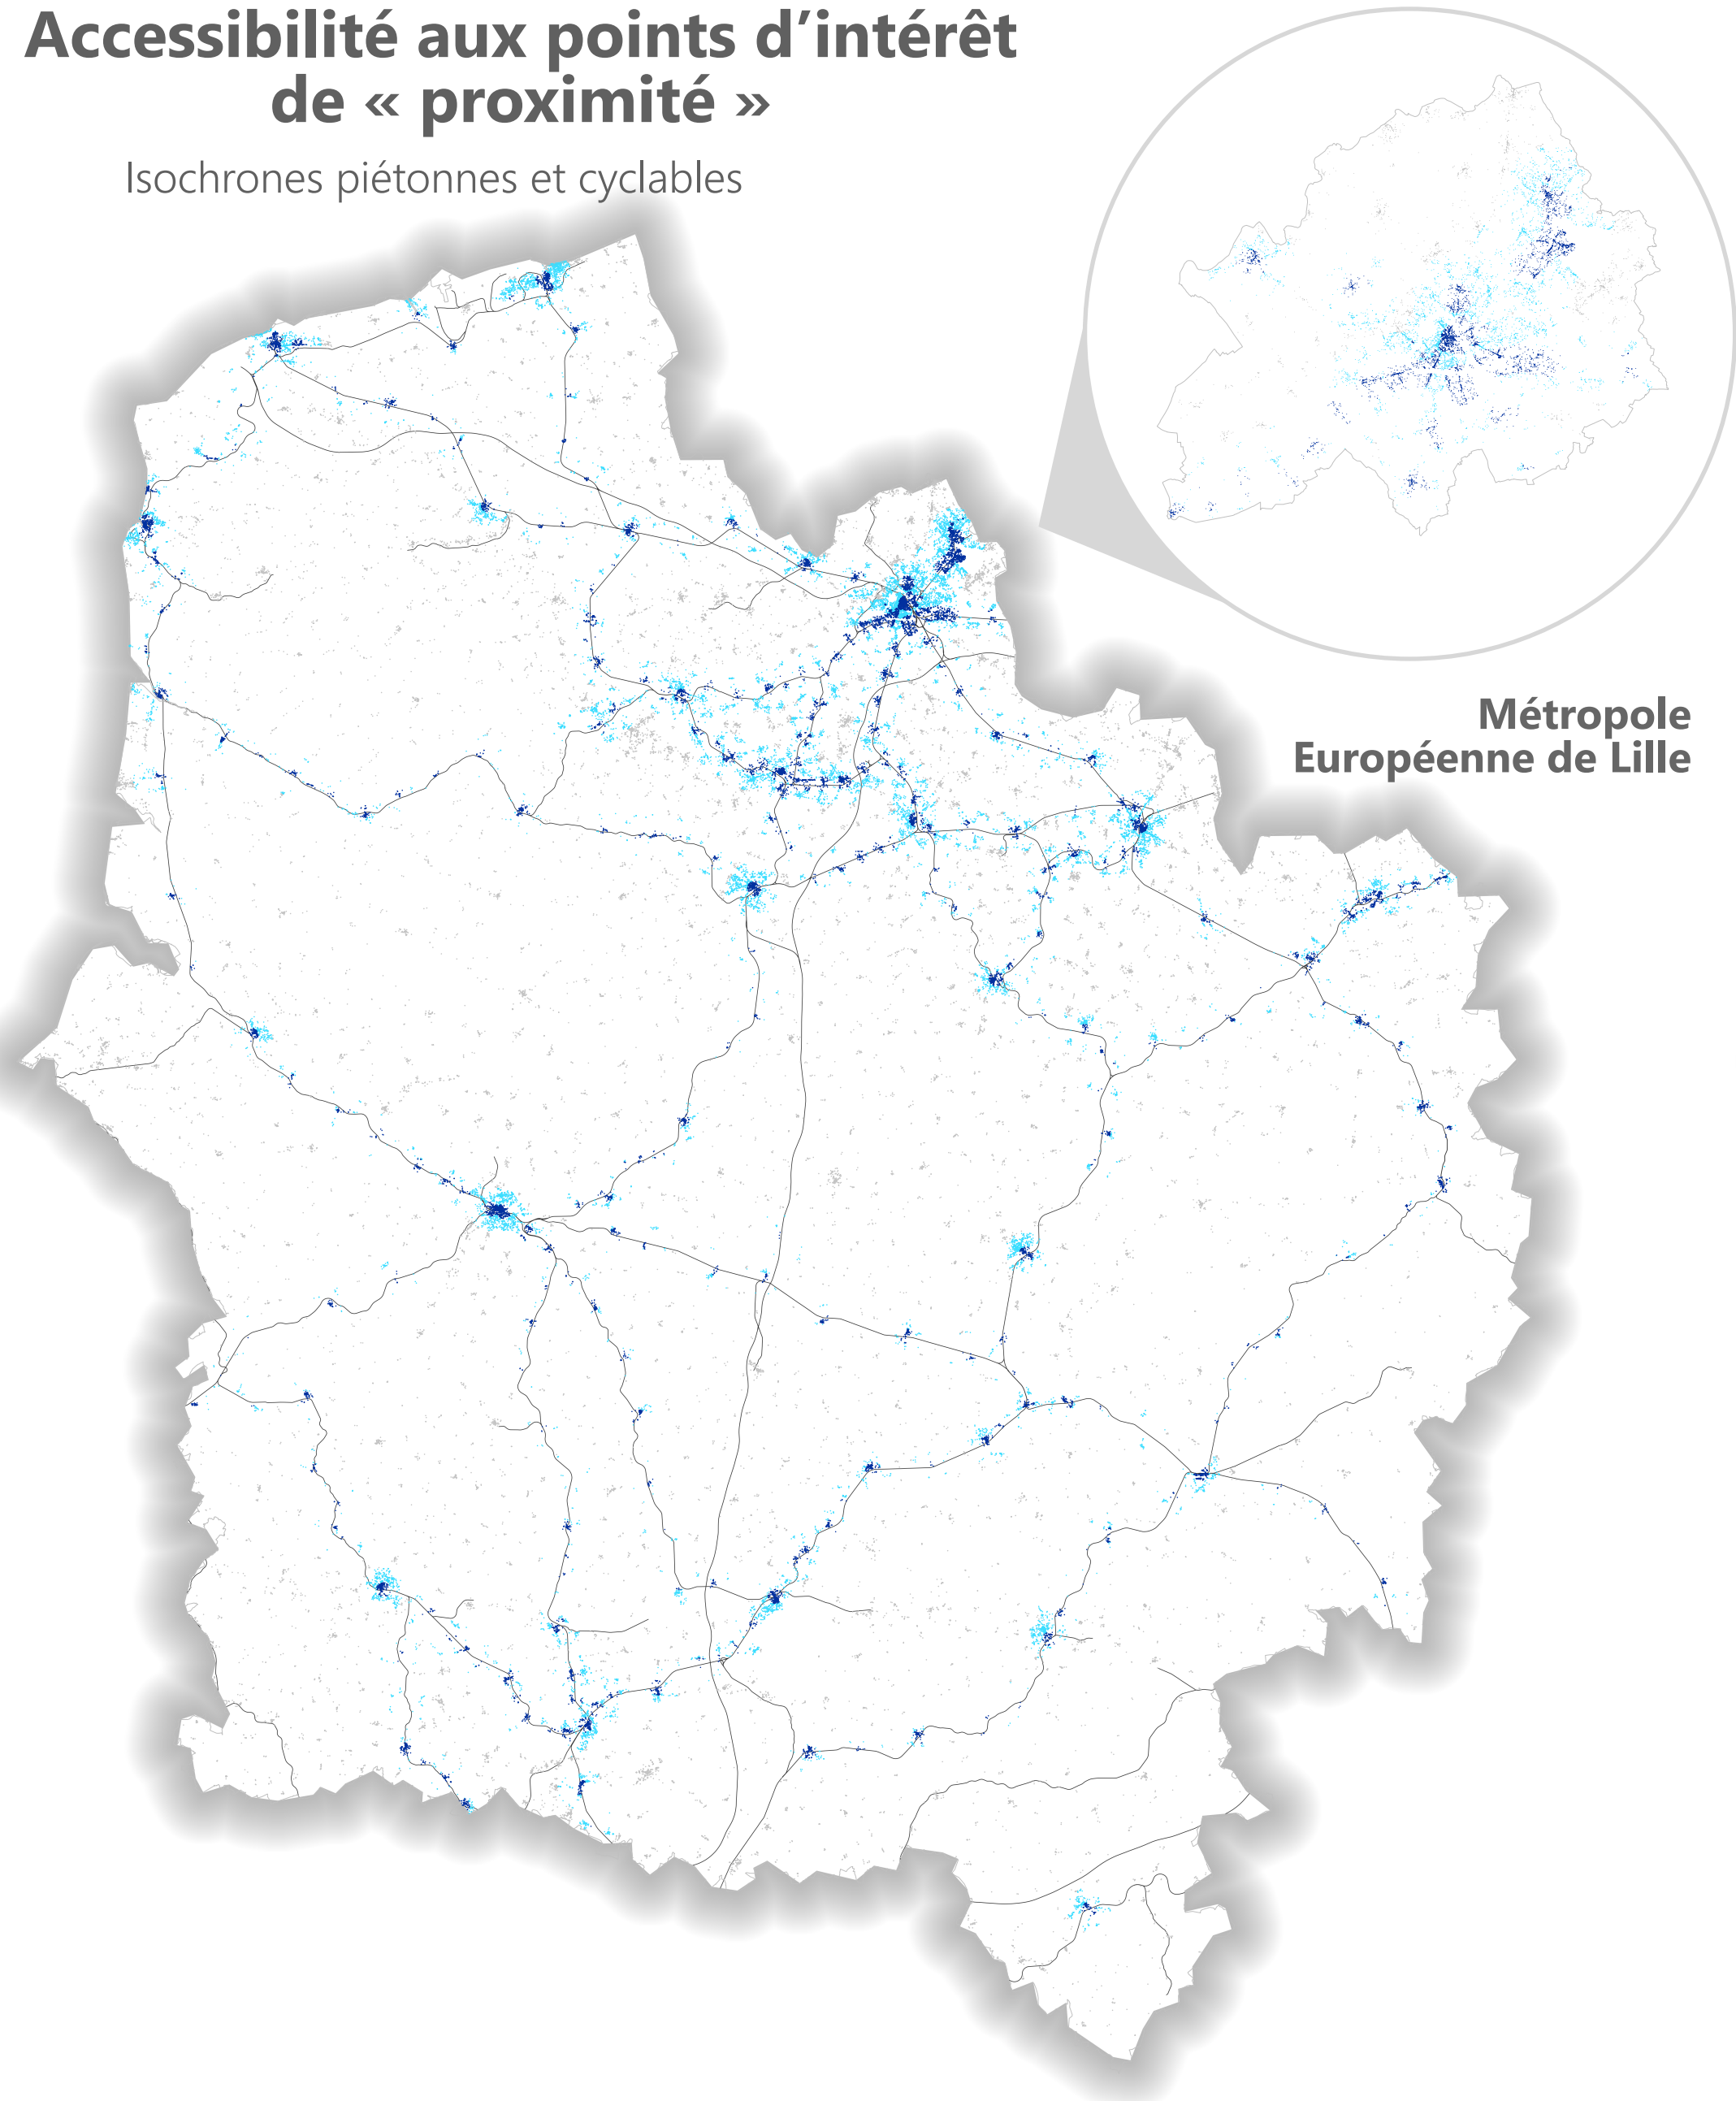 Accessibilité aux points d’intérêt
de « proximité »
Isochrones piétonnes et cyclables
Métropole
Européenne de Lille